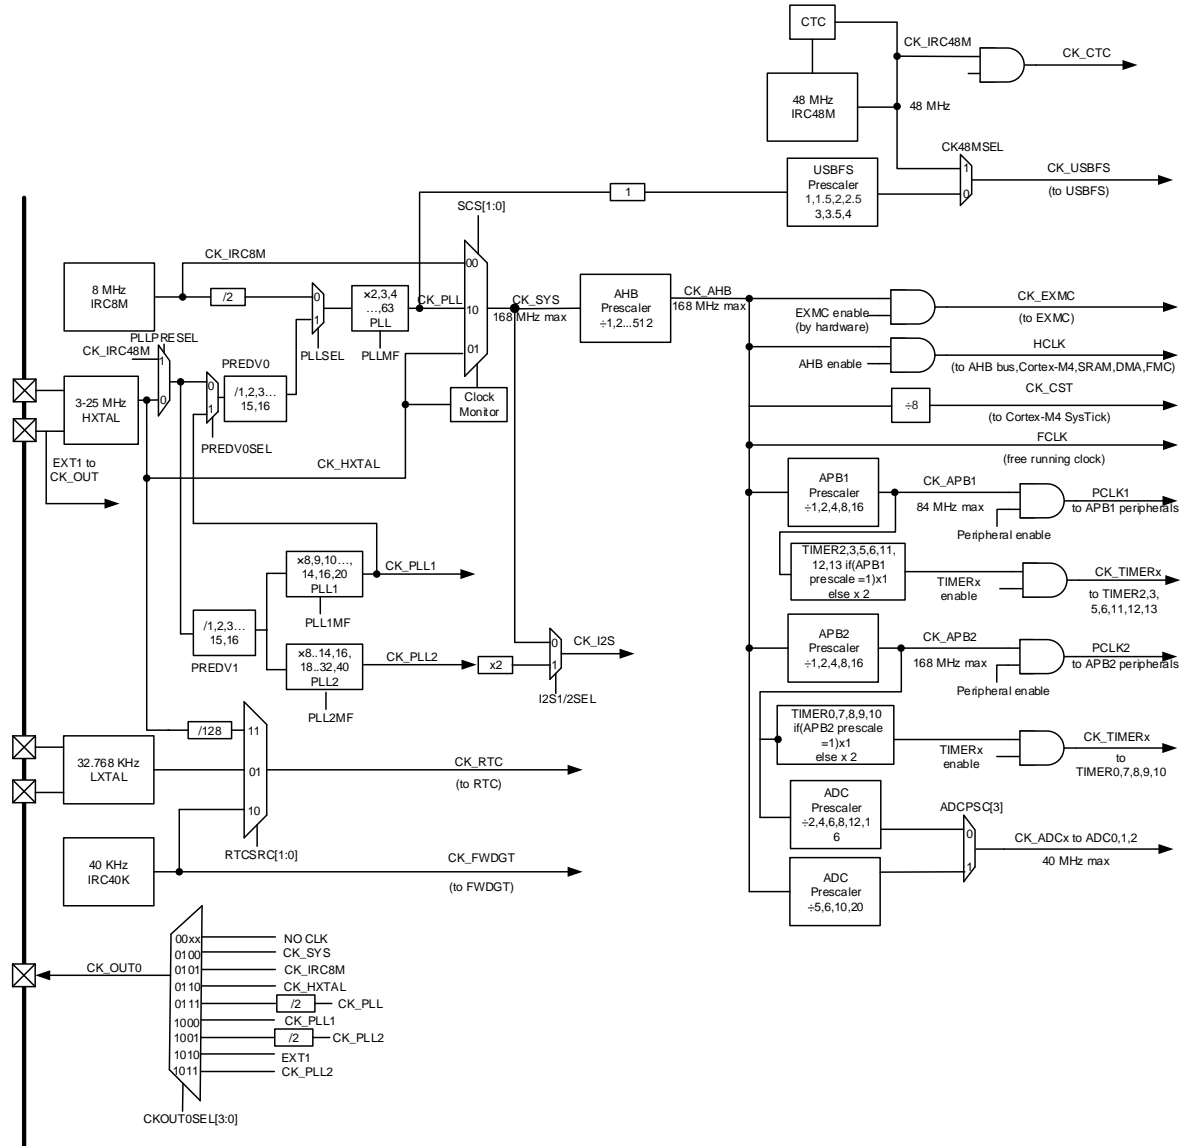 CTC
CK_IRC48M
CK_CTC
48 MHz
IRC48M
48 MHz
CK48MSEL
USBFS
Prescaler
1,1.5,2,2.5
3,3.5,4
1
0
CK_USBFS
(to USBFS)
1
SCS[1:0]
CK_IRC8M
8 MHz
IRC8M
/2
0
1
PLLSEL
×2,3,4
…,63
PLL
PLLMF
CK_PLL
00
10
01
CK_SYS
168 MHz max
AHB
Prescaler
÷1,2...512
CK_AHB
168 MHz max
EXMC enable
(by hardware)
CK_EXMC
(to EXMC)
AHB enable
HCLK
(to AHB bus,Cortex-M4,SRAM,DMA,FMC)
÷8
CK_CST
(to Cortex-M4 SysTick)
FCLK
(free running clock)
PLLPRESEL
CK_IRC48M
1
0
3-25 MHz
HXTAL
PREDV0
0
1
/1,2,3…
15,16
PREDV0SEL
Clock
Monitor
EXT1 to
CK_OUT
CK_HXTAL
APB1
Prescaler
÷1,2,4,8,16
CK_APB1
84 MHz max
Peripheral enable
PCLK1
to APB1 peripherals
TIMER2,3,5,6,11,
12,13 if(APB1
prescale =1)x1
else x 2
TIMERx
enable
CK_TIMERx
to TIMER2,3,
5,6,11,12,13
×8,9,10…,
14,16,20
PLL1
CK_PLL1
PLL1MF
/1,2,3…
15,16
PREDV1
×8..14,16,
18..32,40
PLL2
CK_PLL2
PLL2MF
x2
0
1
CK_I2S
I2S1/2SEL
APB2
Prescaler
÷1,2,4,8,16
CK_APB2
168 MHz max
Peripheral enable
PCLK2
to APB2 peripherals
TIMER0,7,8,9,10
if(APB2 prescale
=1)x1
else x 2
TIMERx
enable
CK_TIMERx
to
TIMER0,7,8,9,10
/128
11
01
10
32.768 KHz
LXTAL
CK_RTC
(to RTC)
RTCSRC[1:0]
40 KHz
IRC40K
CK_FWDGT
(to FWDGT)
ADC
Prescaler
÷2,4,6,8,12,1
6
ADCPSC[3]
0
1
CK_ADCx to ADC0,1,2
40 MHz max
ADC
Prescaler
÷5,6,10,20
CK_OUT0
00xx NO CLK
0100 CK_SYS
0101 CK_IRC8M
0110 CK_HXTAL
0111 /2 CK_PLL
1000 CK_PLL1
1001 /2 CK_PLL2
1010 EXT1
1011 CK_PLL2
CKOUT0SEL[3:0]